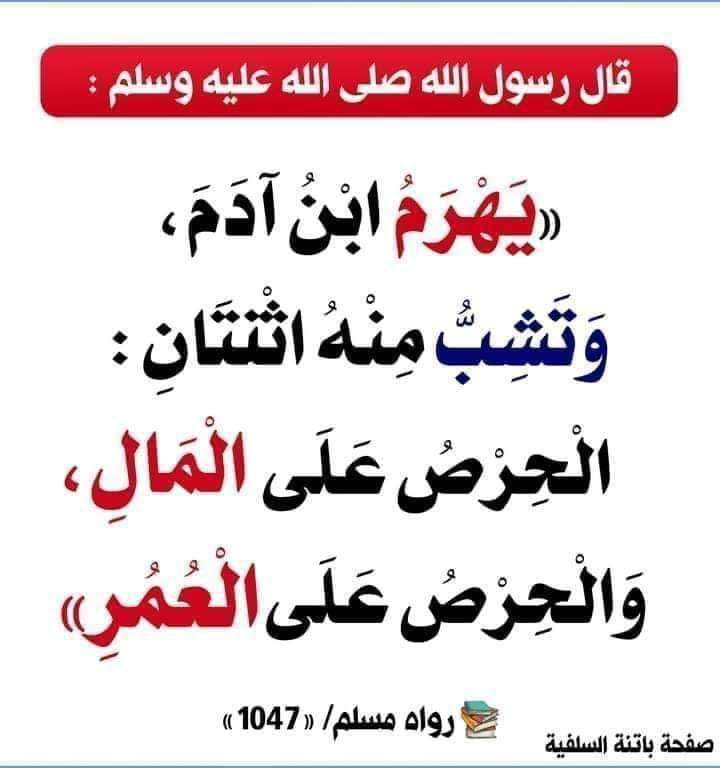 قال رسول الله صلى الله عليه وسلم :
«يَهْرَمُ ابْنُ آدَمَ ،
وَتَشِبُّ مِنْهُ اثْنَتَانِ :
الْحِرْصُ عَلَى الْمَالِ ،
وَالْحِرْصُ عَلَى الْعُمُرِ»
رواه مسلم/ «1047»
صفحة باتنة السلفية